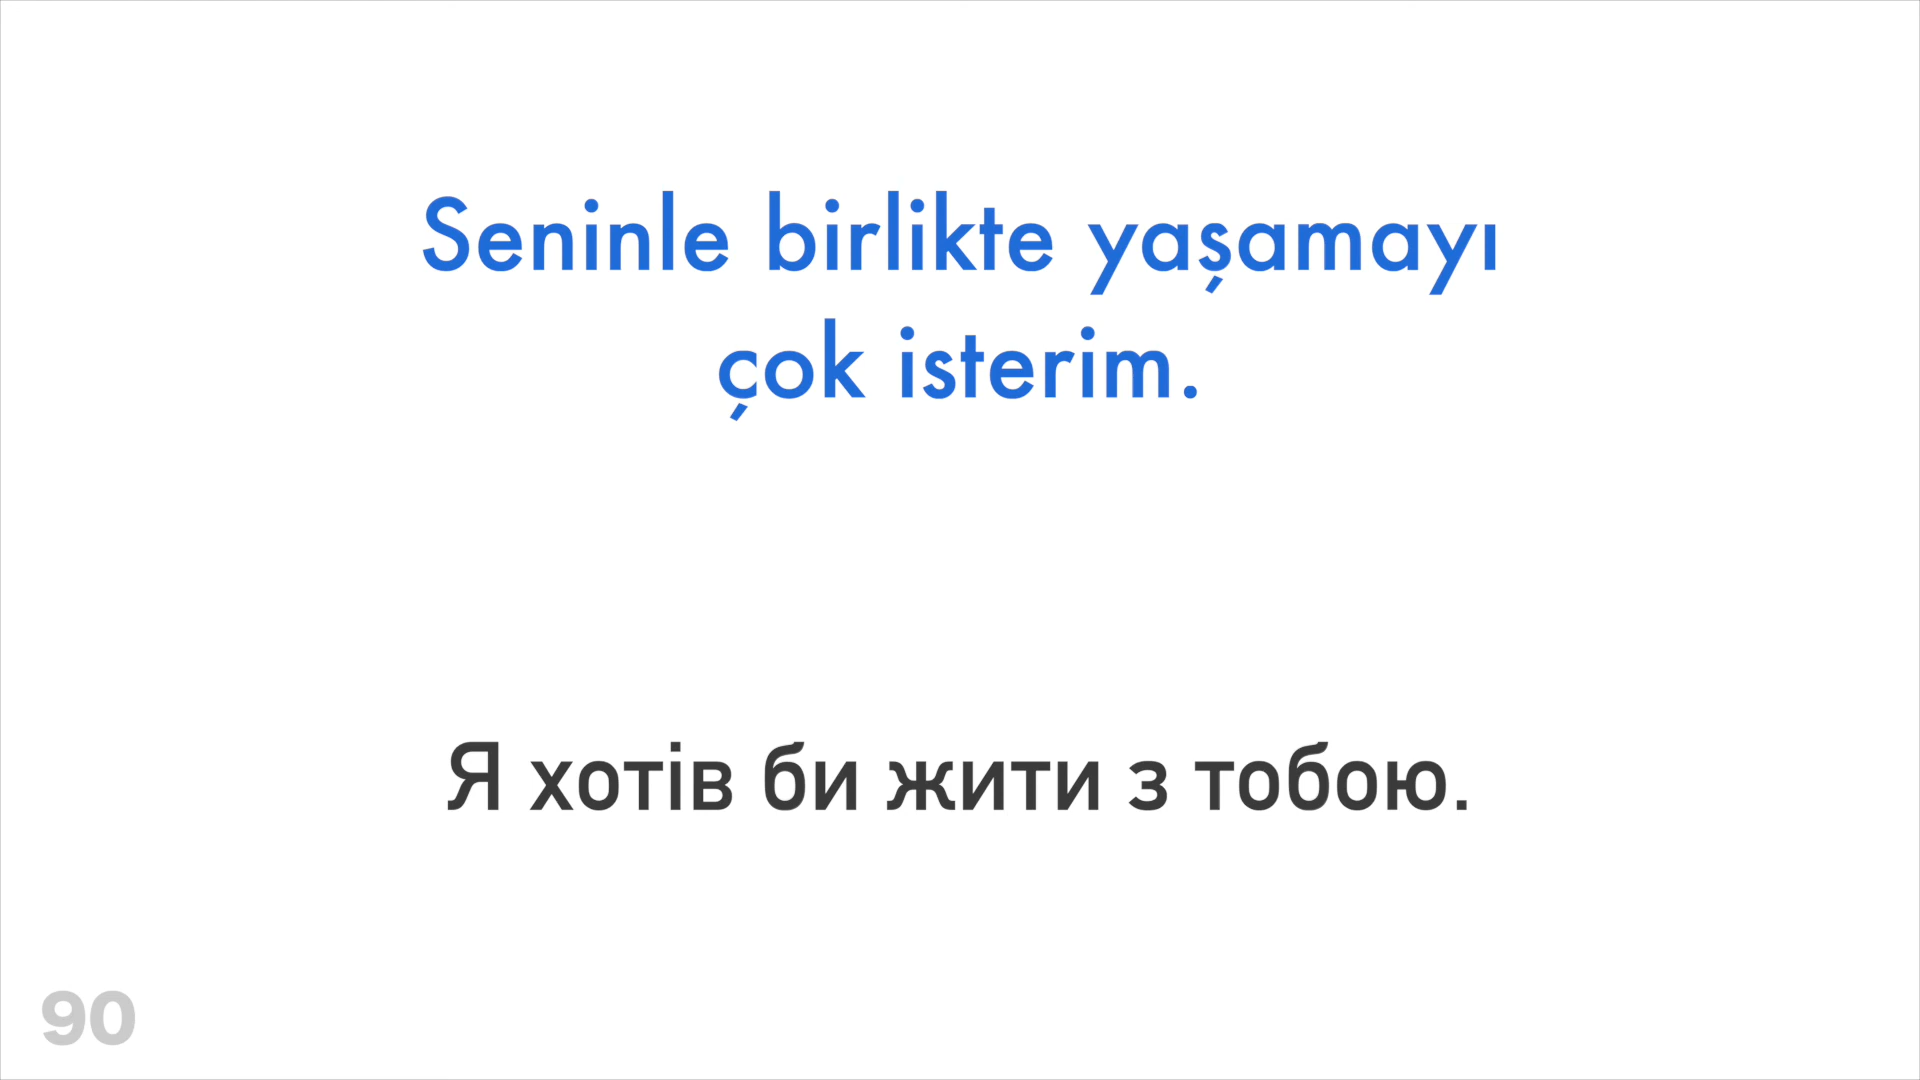 Seninle birlikte yaşamayı
çok isterim.
Я хотів би жити з тобою.
90